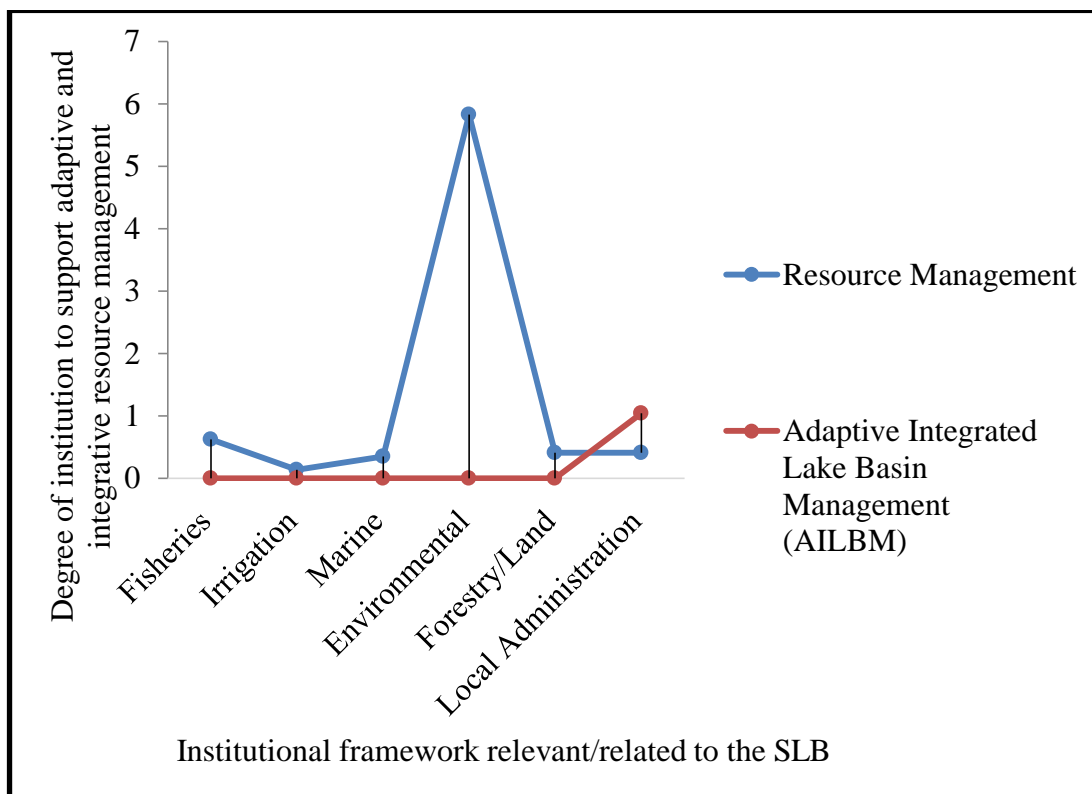 Degree of institution to support adaptive and
integrative resource management
7
6
5
4
3
2
1
0
Fisheries
Irrigation
Marine
Environmental
Forestry/Land
Local Administration
Institutional framework relevant/related to the SLB
Resource Management
Adaptive Integrated
Lake Basin
Management
(AILBM)